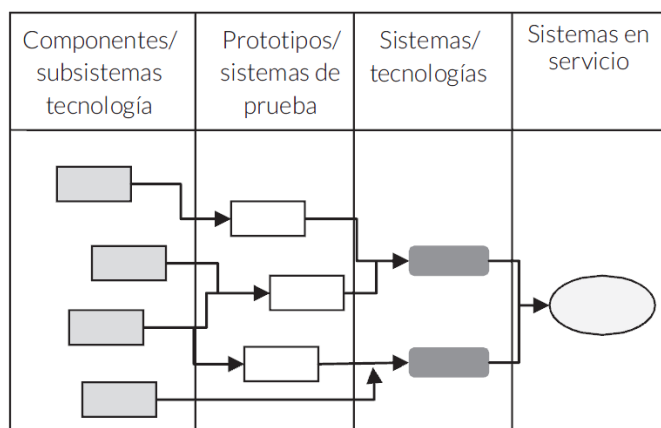 Componentes/
subsistemas
tecnología
Prototipos/
sistemas de
prueba
Sistemas/
tecnologías
Sistemas en
servicio